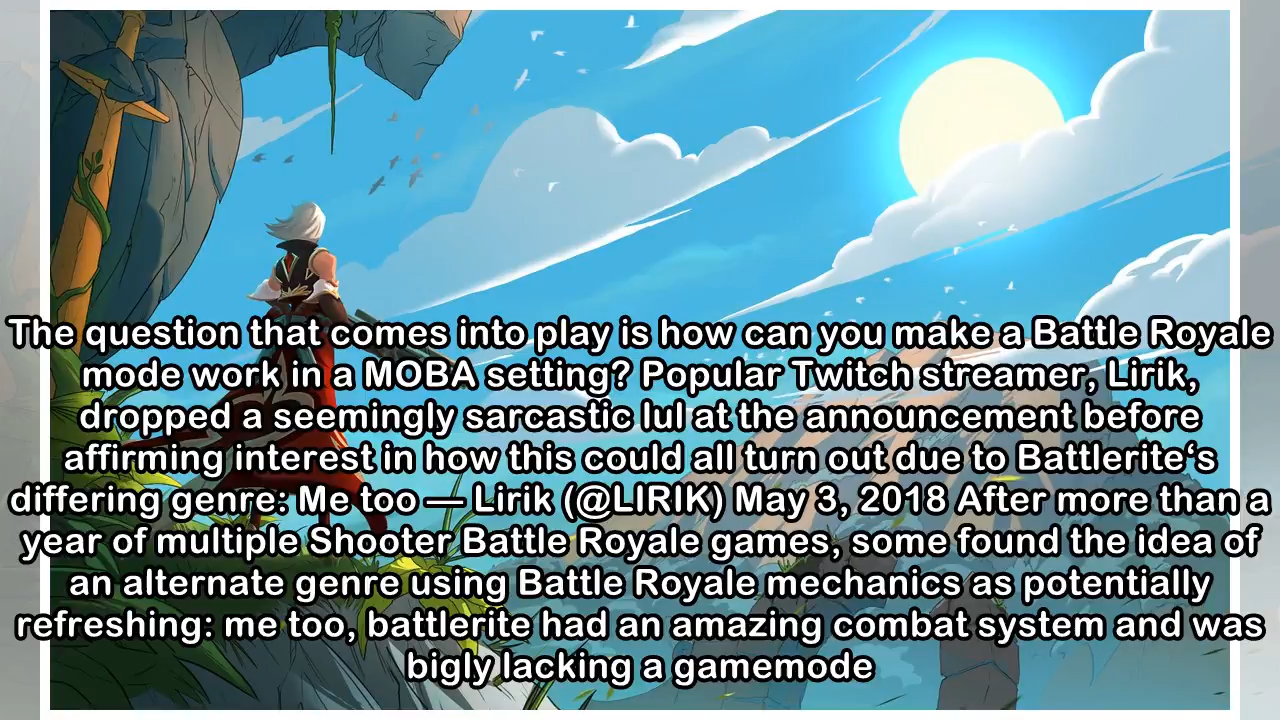 The question that comes into play is how can you make a Battle Royale
mode work in a MOBA setting? Popular Twitch streamer, Lirik,
dropped a seemingly sarcastic lul at the announcement before
affirming interest in how this could all turn out due to Battlerite‘s
differing genre: Me too — Lirik (@LIRIK) May 3, 2018 After more than a
year of multiple Shooter Battle Royale games, some found the idea of
an alternate genre using Battle Royale mechanics as potentially
refreshing: me too, battlerite had an amazing combat system and was
bigly lacking a gamemode